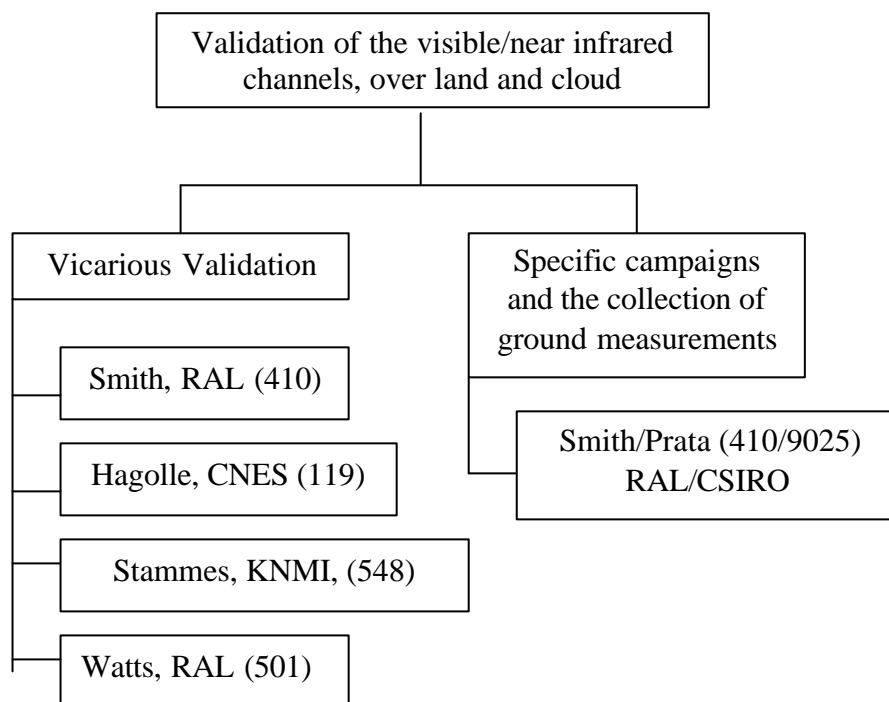 Validation of the visible/near infrared
channels, over land and cloud
Vicarious Validation
Smith, RAL (410)
Hagolle, CNES (119)
Stammes, KNMI, (548)
Watts, RAL (501)
Specific campaigns
and the collection of
ground measurements
Smith/Prata (410/9025)
RAL/CSIRO